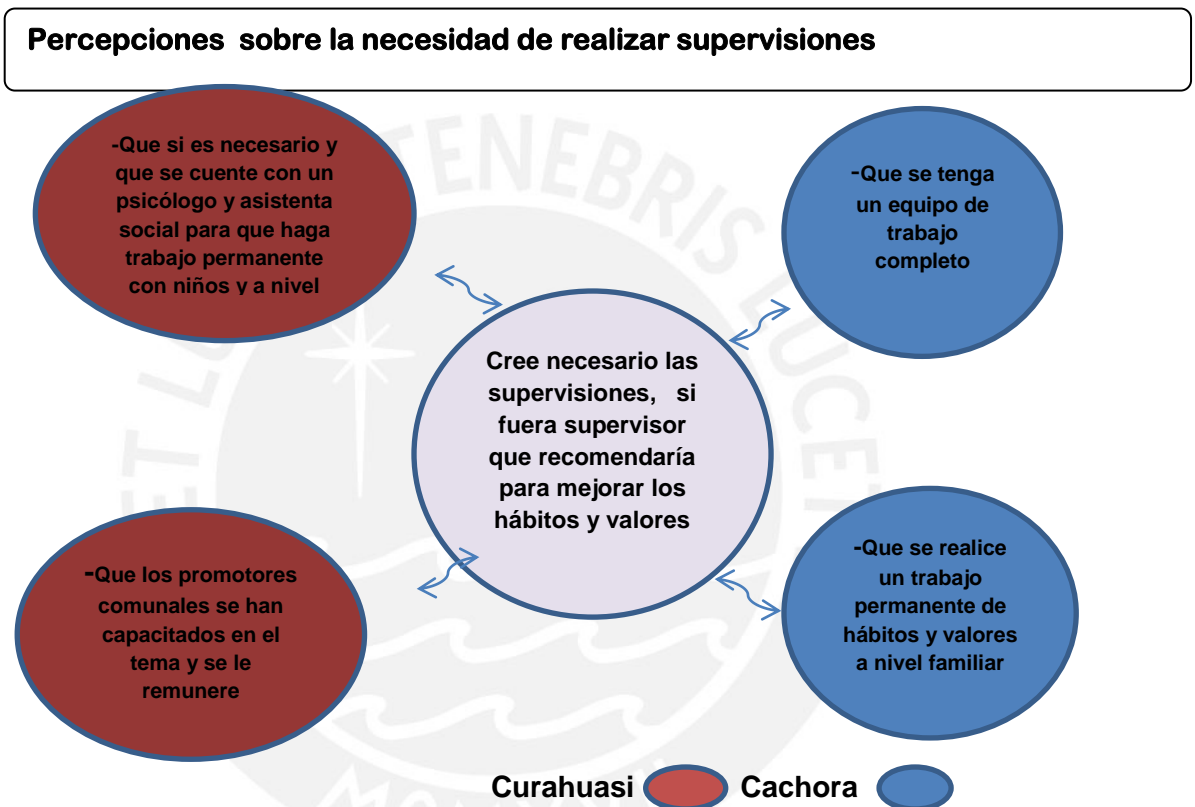 Percepciones sobre la necesidad de realizar supervisiones
-Que si es necesario y
que se cuente con un
psicólogo y asistenta
social para que haga
trabajo permanente
con niños y a nivel
-Que se tenga
un equipo de
trabajo
completo
Cree necesario las
supervisiones, si
fuera supervisor
que recomendaría
para mejorar los
hábitos y valores
-Que los promotores
comunales se han
capacitados en el
tema y se le
remunere
-Que se realice
un trabajo
permanente de
hábitos y valores
a nivel familiar
Curahuasi Cachora
ET TENEBRIS LUCET